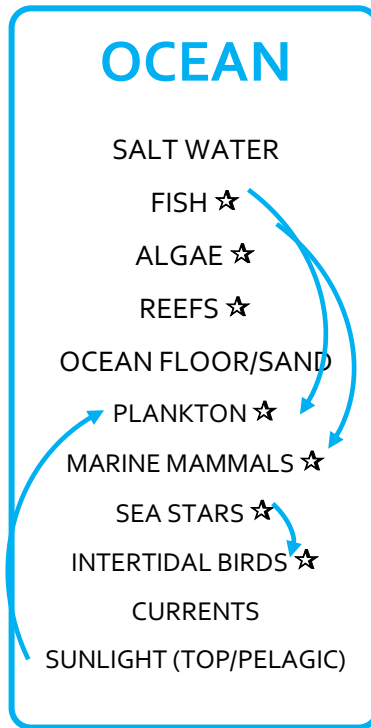 OCEAN
SALT WATER
FISH ☆
ALGAE ☆
REEFS ☆
OCEAN FLOOR/SAND
PLANKTON ☆
MARINE MAMMALS ☆
SEA STARS ☆
INTERTIDAL BIRDS ☆
CURRENTS
SUNLIGHT (TOP/PELAGIC)